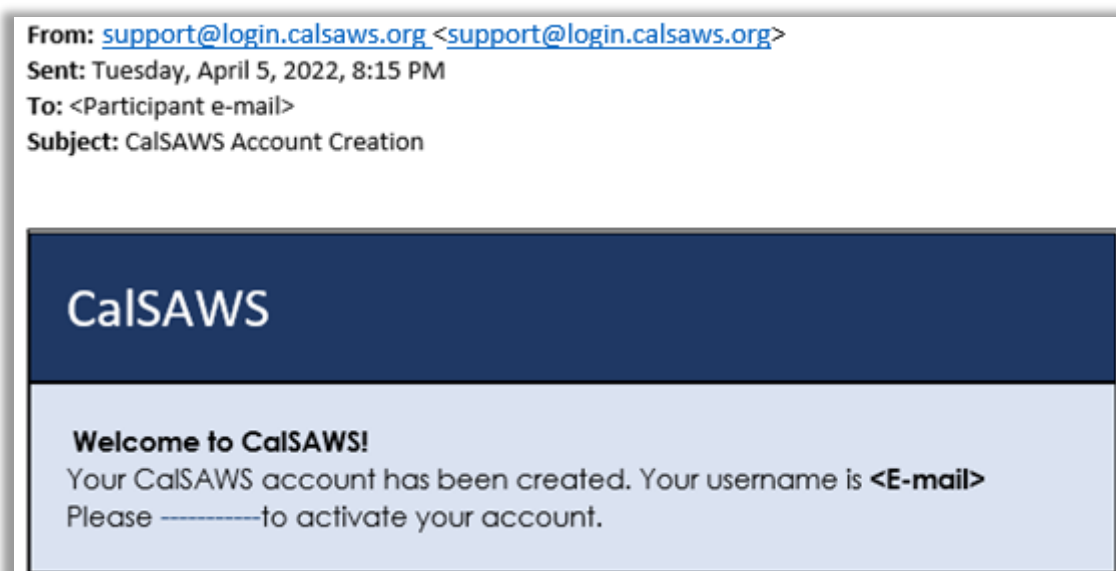 From: support@login.calsaws.org <support@login.calsaws.org>
Sent: Tuesday, April 5, 2022, 8:15 PM
To: <Participant e-mail>
Subject: CalSAWS Account Creation
CalSAWS
Welcome to CalSAWS!
Your CalSAWS account has been created. Your username is <E-mail>
Please -----------to activate your account.